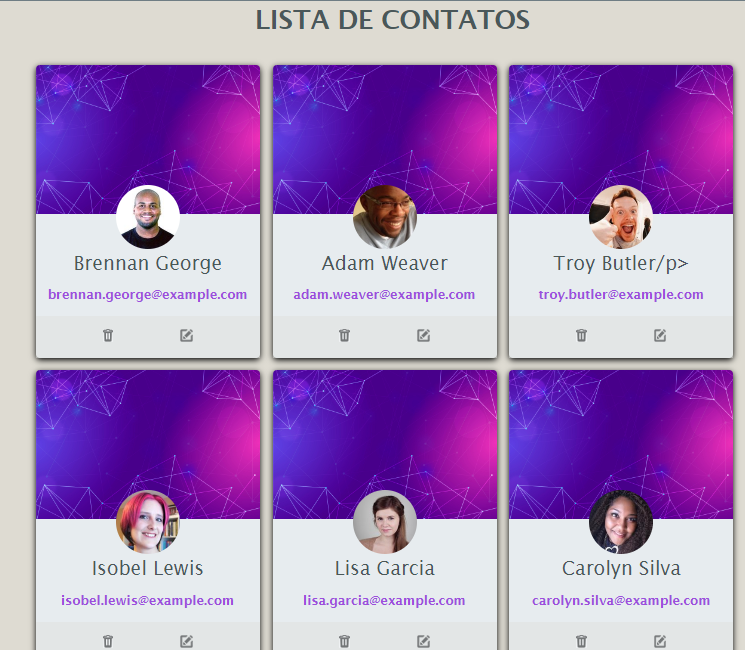 LISTA DE CONTATOS
Brennan George
brennan.george@example.com
Adam Weaver
adam.weaver@example.com
Troy Butler/p>
troy.butler@example.com
Isobel Lewis
isobel.lewis@example.com
Lisa Garcia
lisa.garcia@example.com
Carolyn Silva
carolyn.silva@example.com